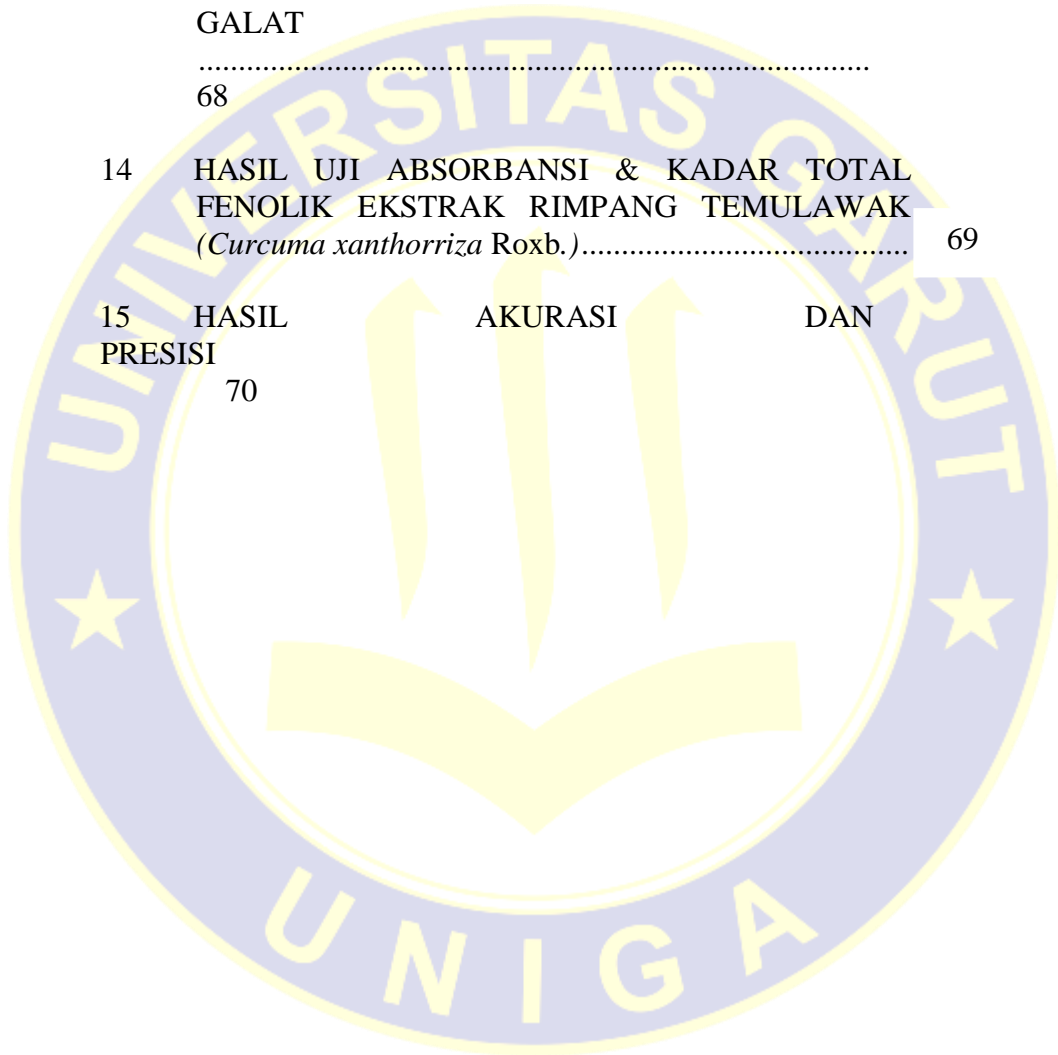 GALAT
....................................................................................
68
14 HASIL UJI ABSORBANSI & KADAR TOTAL
FENOLIK EKSTRAK RIMPANG TEMULAWAK
(Curcuma xanthorriza Roxb.)......................................... 69
15 HASIL AKURASI DAN
PRESISI
70
UNIVERSITAS GARUT
UNIGA